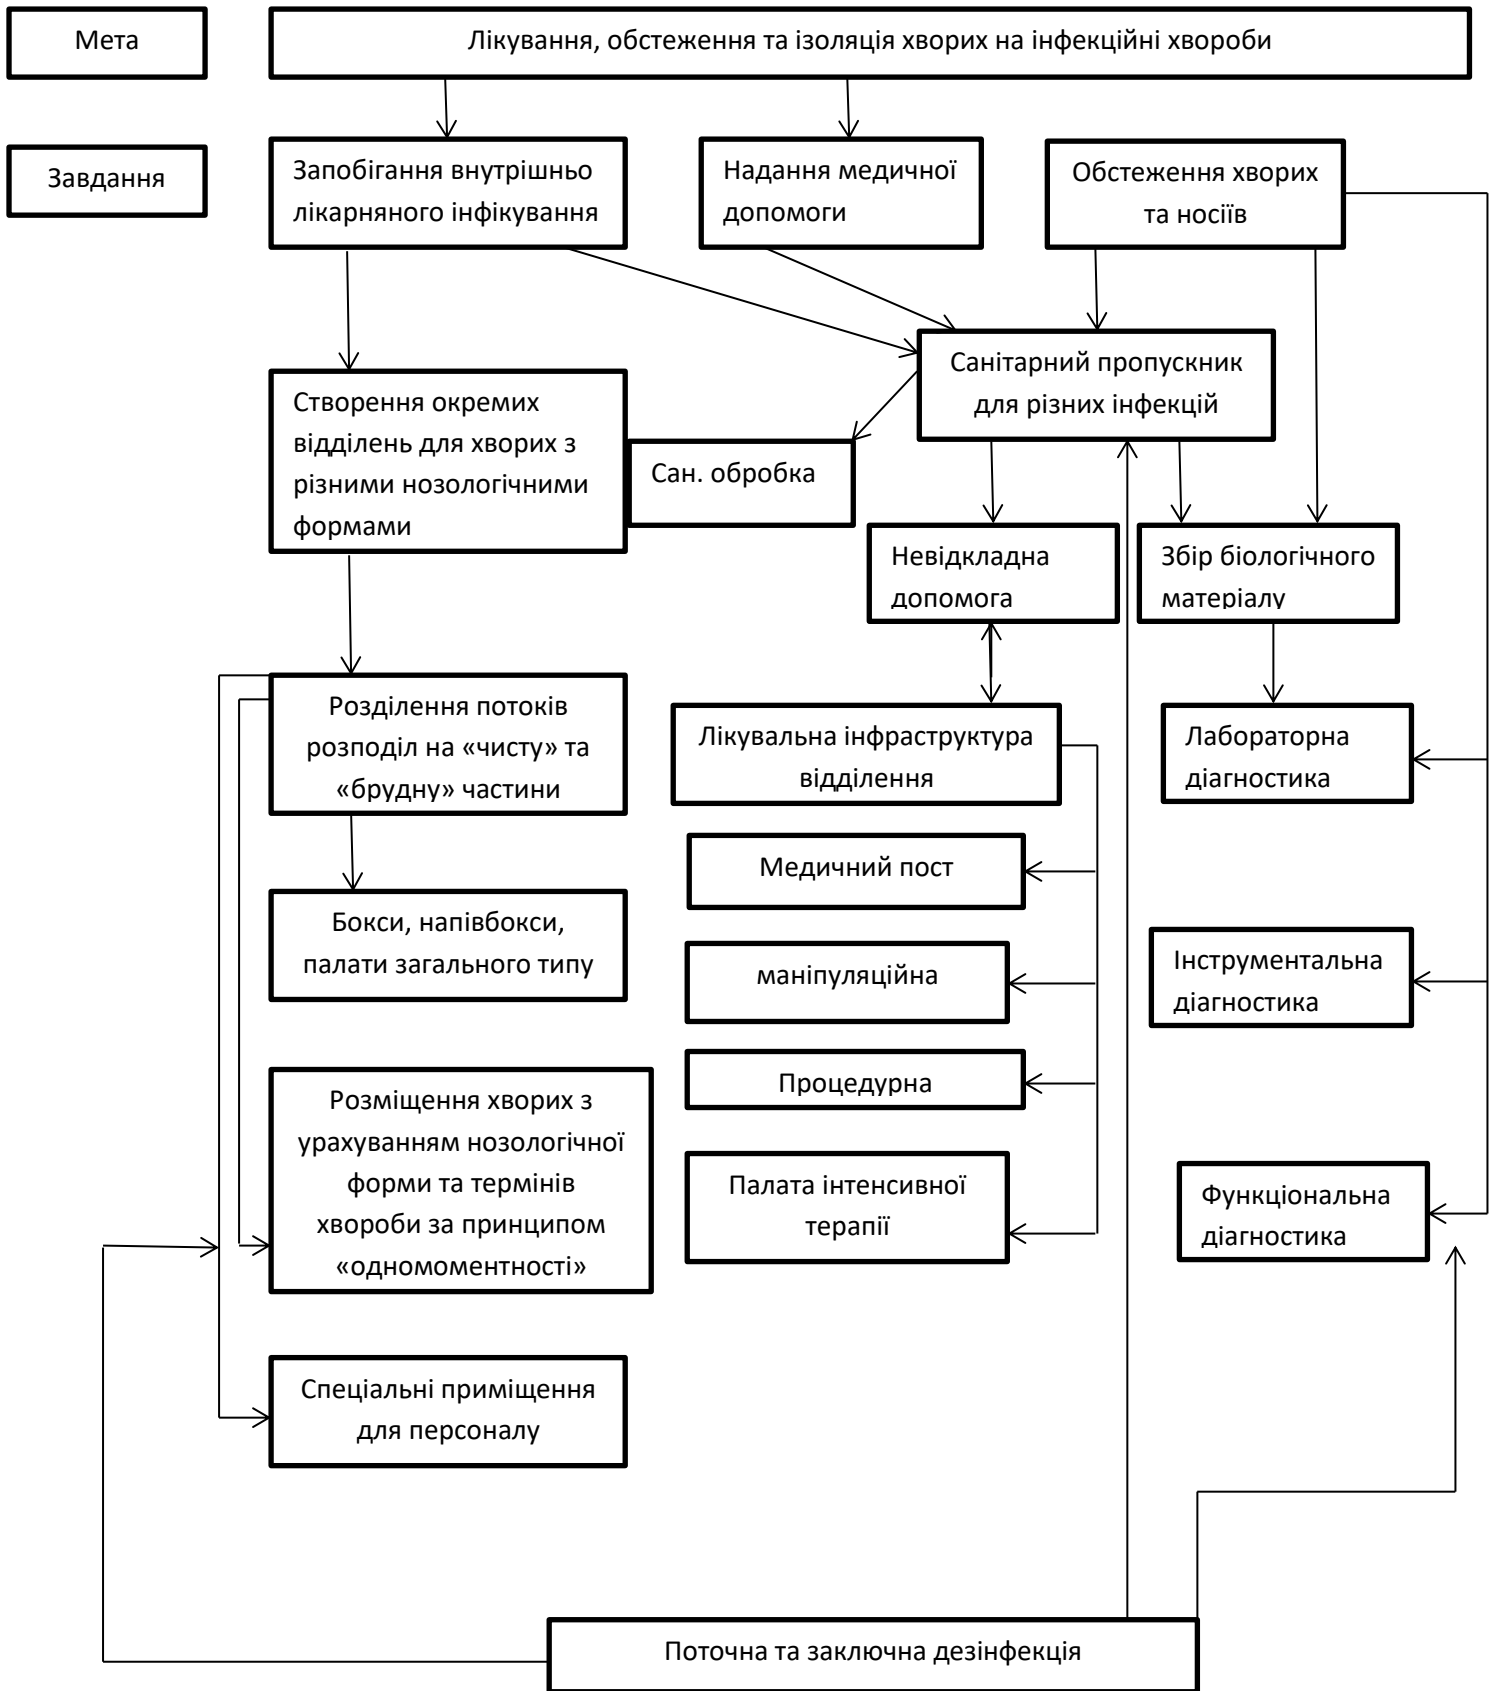 Мета
Лікування, обстеження та ізоляція хворих на інфекційні хвороби
Завдання
Запобігання внутрішньо
лікарняного інфікування
Надання медичної
допомоги
Обстеження хворих
та носіїв
Санітарний пропускник
для різних інфекцій
Створення окремих
відділень для хворих з
різними нозологічними
формами
Сан. обробка
Невідкладна
допомога
Збір біологічного
матеріалу
Розділення потоків
розподіл на «чисту» та
«брудну» частини
Лікувальна інфраструктура
відділення
Лабораторна
діагностика
Медичний пост
Бокси, напівбокси,
палати загального типу
маніпуляційна
Інструментальна
діагностика
Процедурна
Розміщення хворих з
урахуванням нозологічної
форми та термінів
хвороби за принципом
«одномоментності»
Палата інтенсивної
терапії
Функціональна
діагностика
Спеціальні приміщення
для персоналу
Поточна та заключна дезінфекція